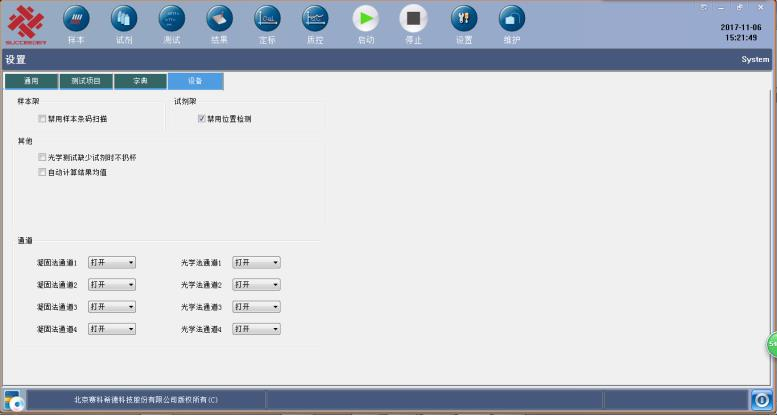 SUCCEEDER
样本
试剂
测试
结果
定标
质控
启动
停止
设置
维护
2017-11-06
15:21:49
设置
System
通用
测试项目
字典
设备
样本架
试剂架
禁用样本条码扫描
禁用位置检测
其他
光学测试缺少试剂时不扔杯
自动计算结果均值
通道
凝固法通道1 打开
光学法通道1 打开
凝固法通道2 打开
光学法通道2 打开
凝固法通道3 打开
光学法通道3 打开
凝固法通道4 打开
光学法通道4 打开
北京赛科希德科技股份有限公司版权所有(C)